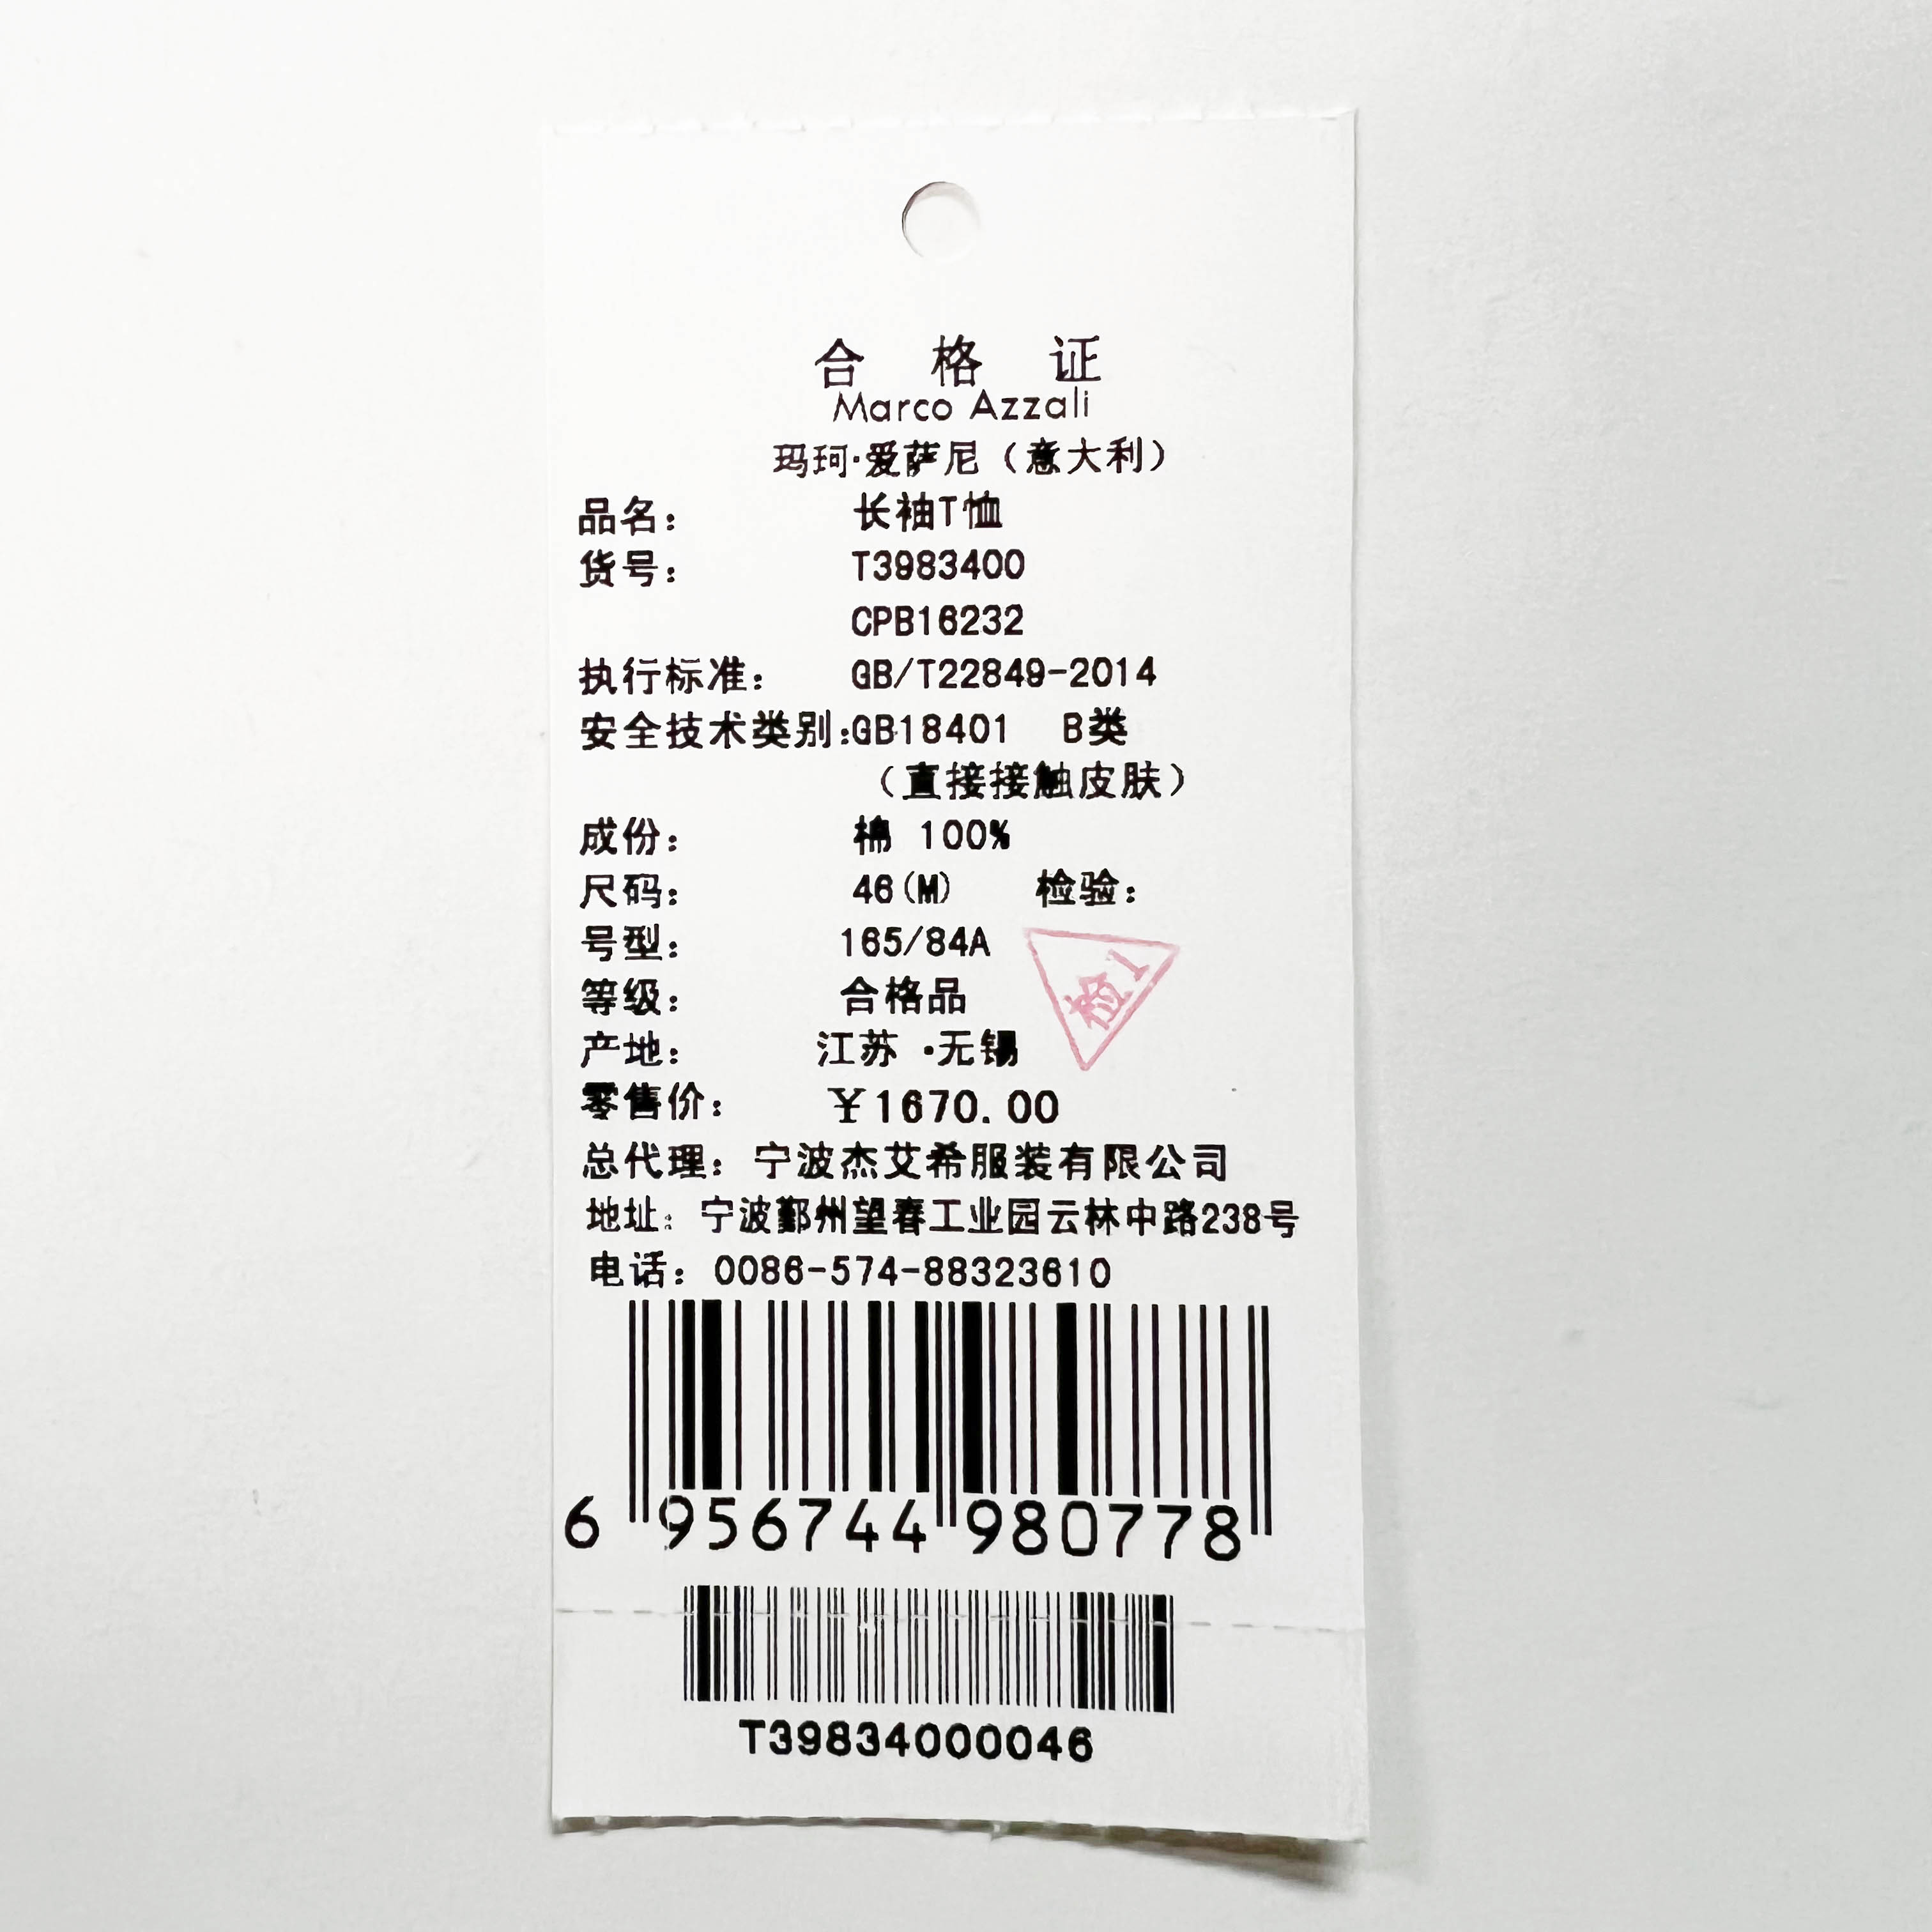 合 格 证
Marco Azzali
玛珂·爱萨尼（意大利）
品名： 长袖T恤
货号： T3983400
CPB16232
执行标准： GB/T22849-2014
安全技术类别：GB18401 B类
（直接接触皮肤）
成份： 棉 100%
尺码： 46(M) 检验：
号型： 165/84A
检1
等级： 合格品
产地： 江苏 ·无锡
零售价： ￥1670.00
总代理：宁波杰艾希服装有限公司
地址：宁波鄞州望春工业园云林中路238号
电话：0086-574-88323610
6 956744 980778
T39834000046